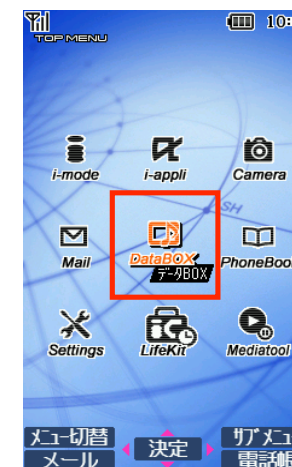 10:
TOP MENU
i-mode
i-appli
Camera
Mail
DataBOX
PhoneBoo
データBOX
Settings
LifeKit
Mediatool
ﾒﾆｭｰ切替
ｻﾌﾞﾒﾆｭ
メール
決定
電話帳